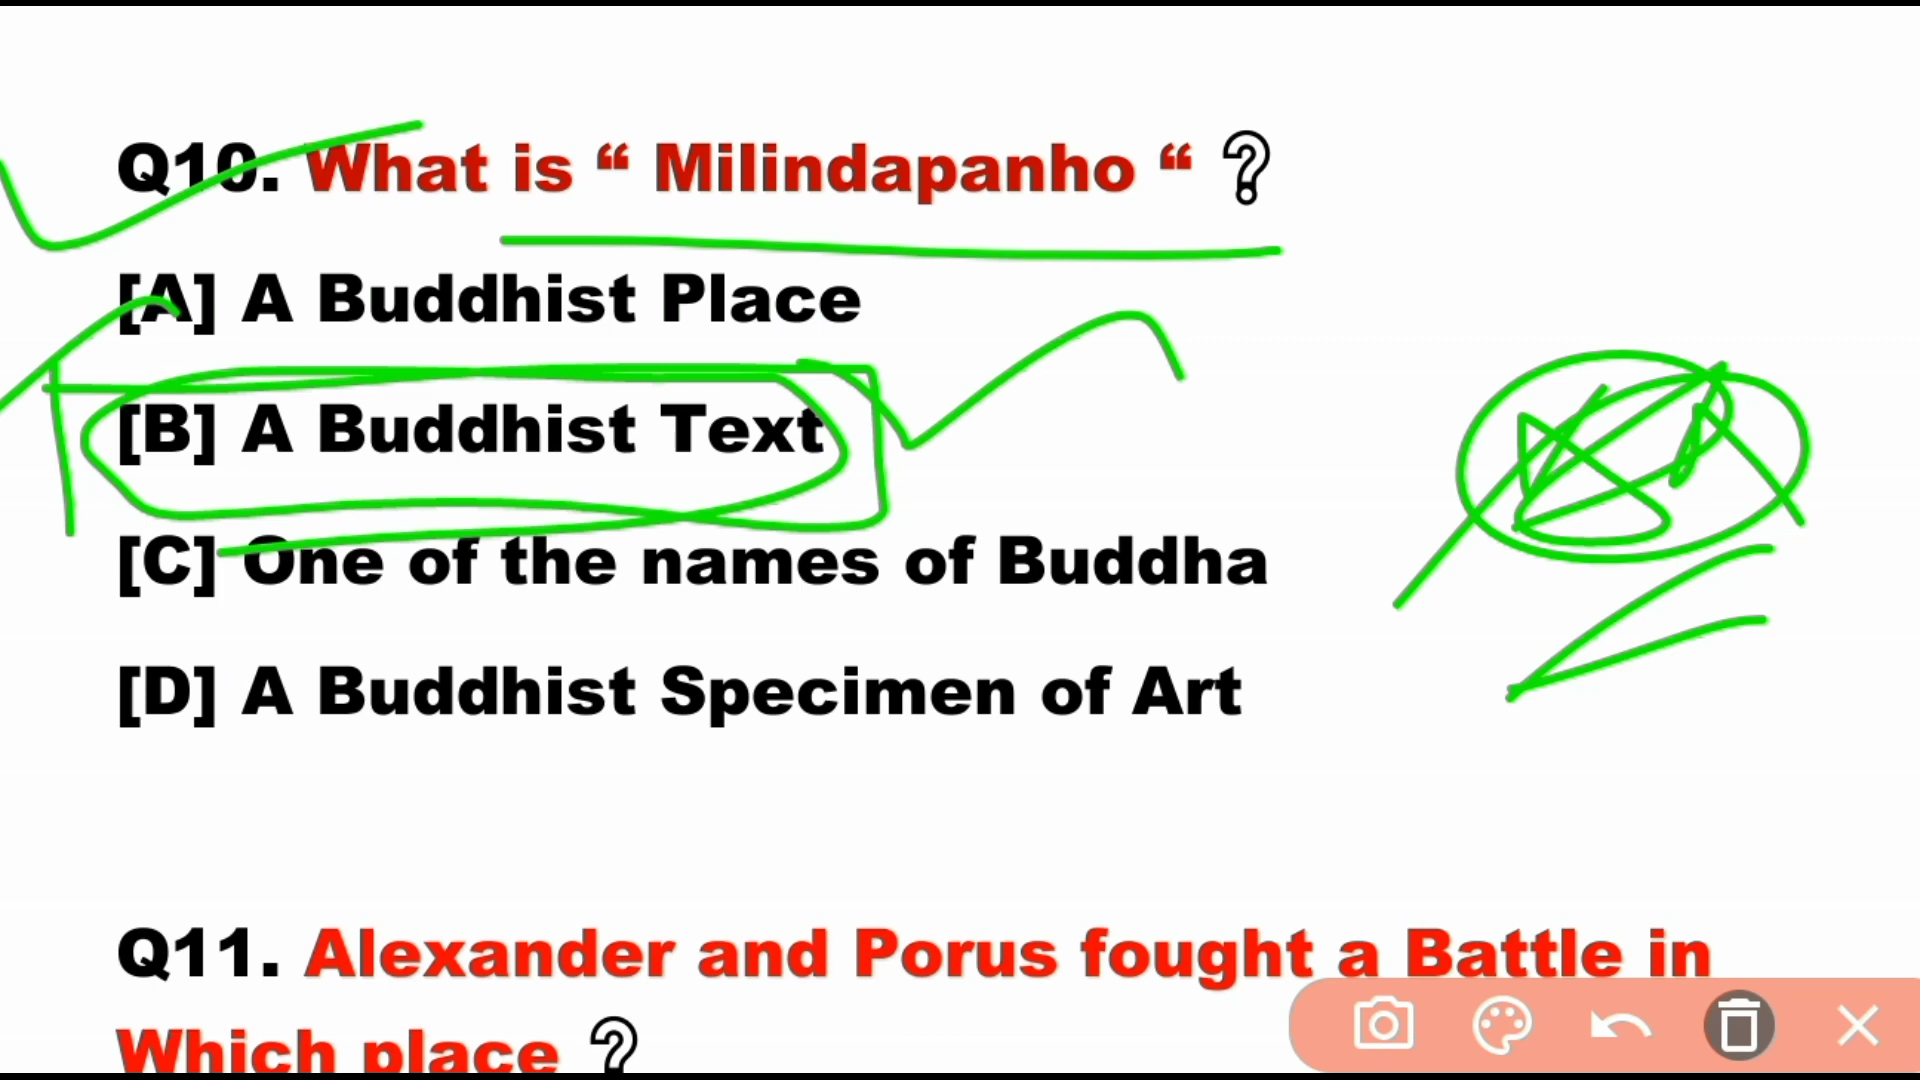 Q10. What is “ Milindapanho “ ?
[A] A Buddhist Place
[B] A Buddhist Text
[C] One of the names of Buddha
[D] A Buddhist Specimen of Art
Q11. Alexander and Porus fought a Battle in
Which place ?